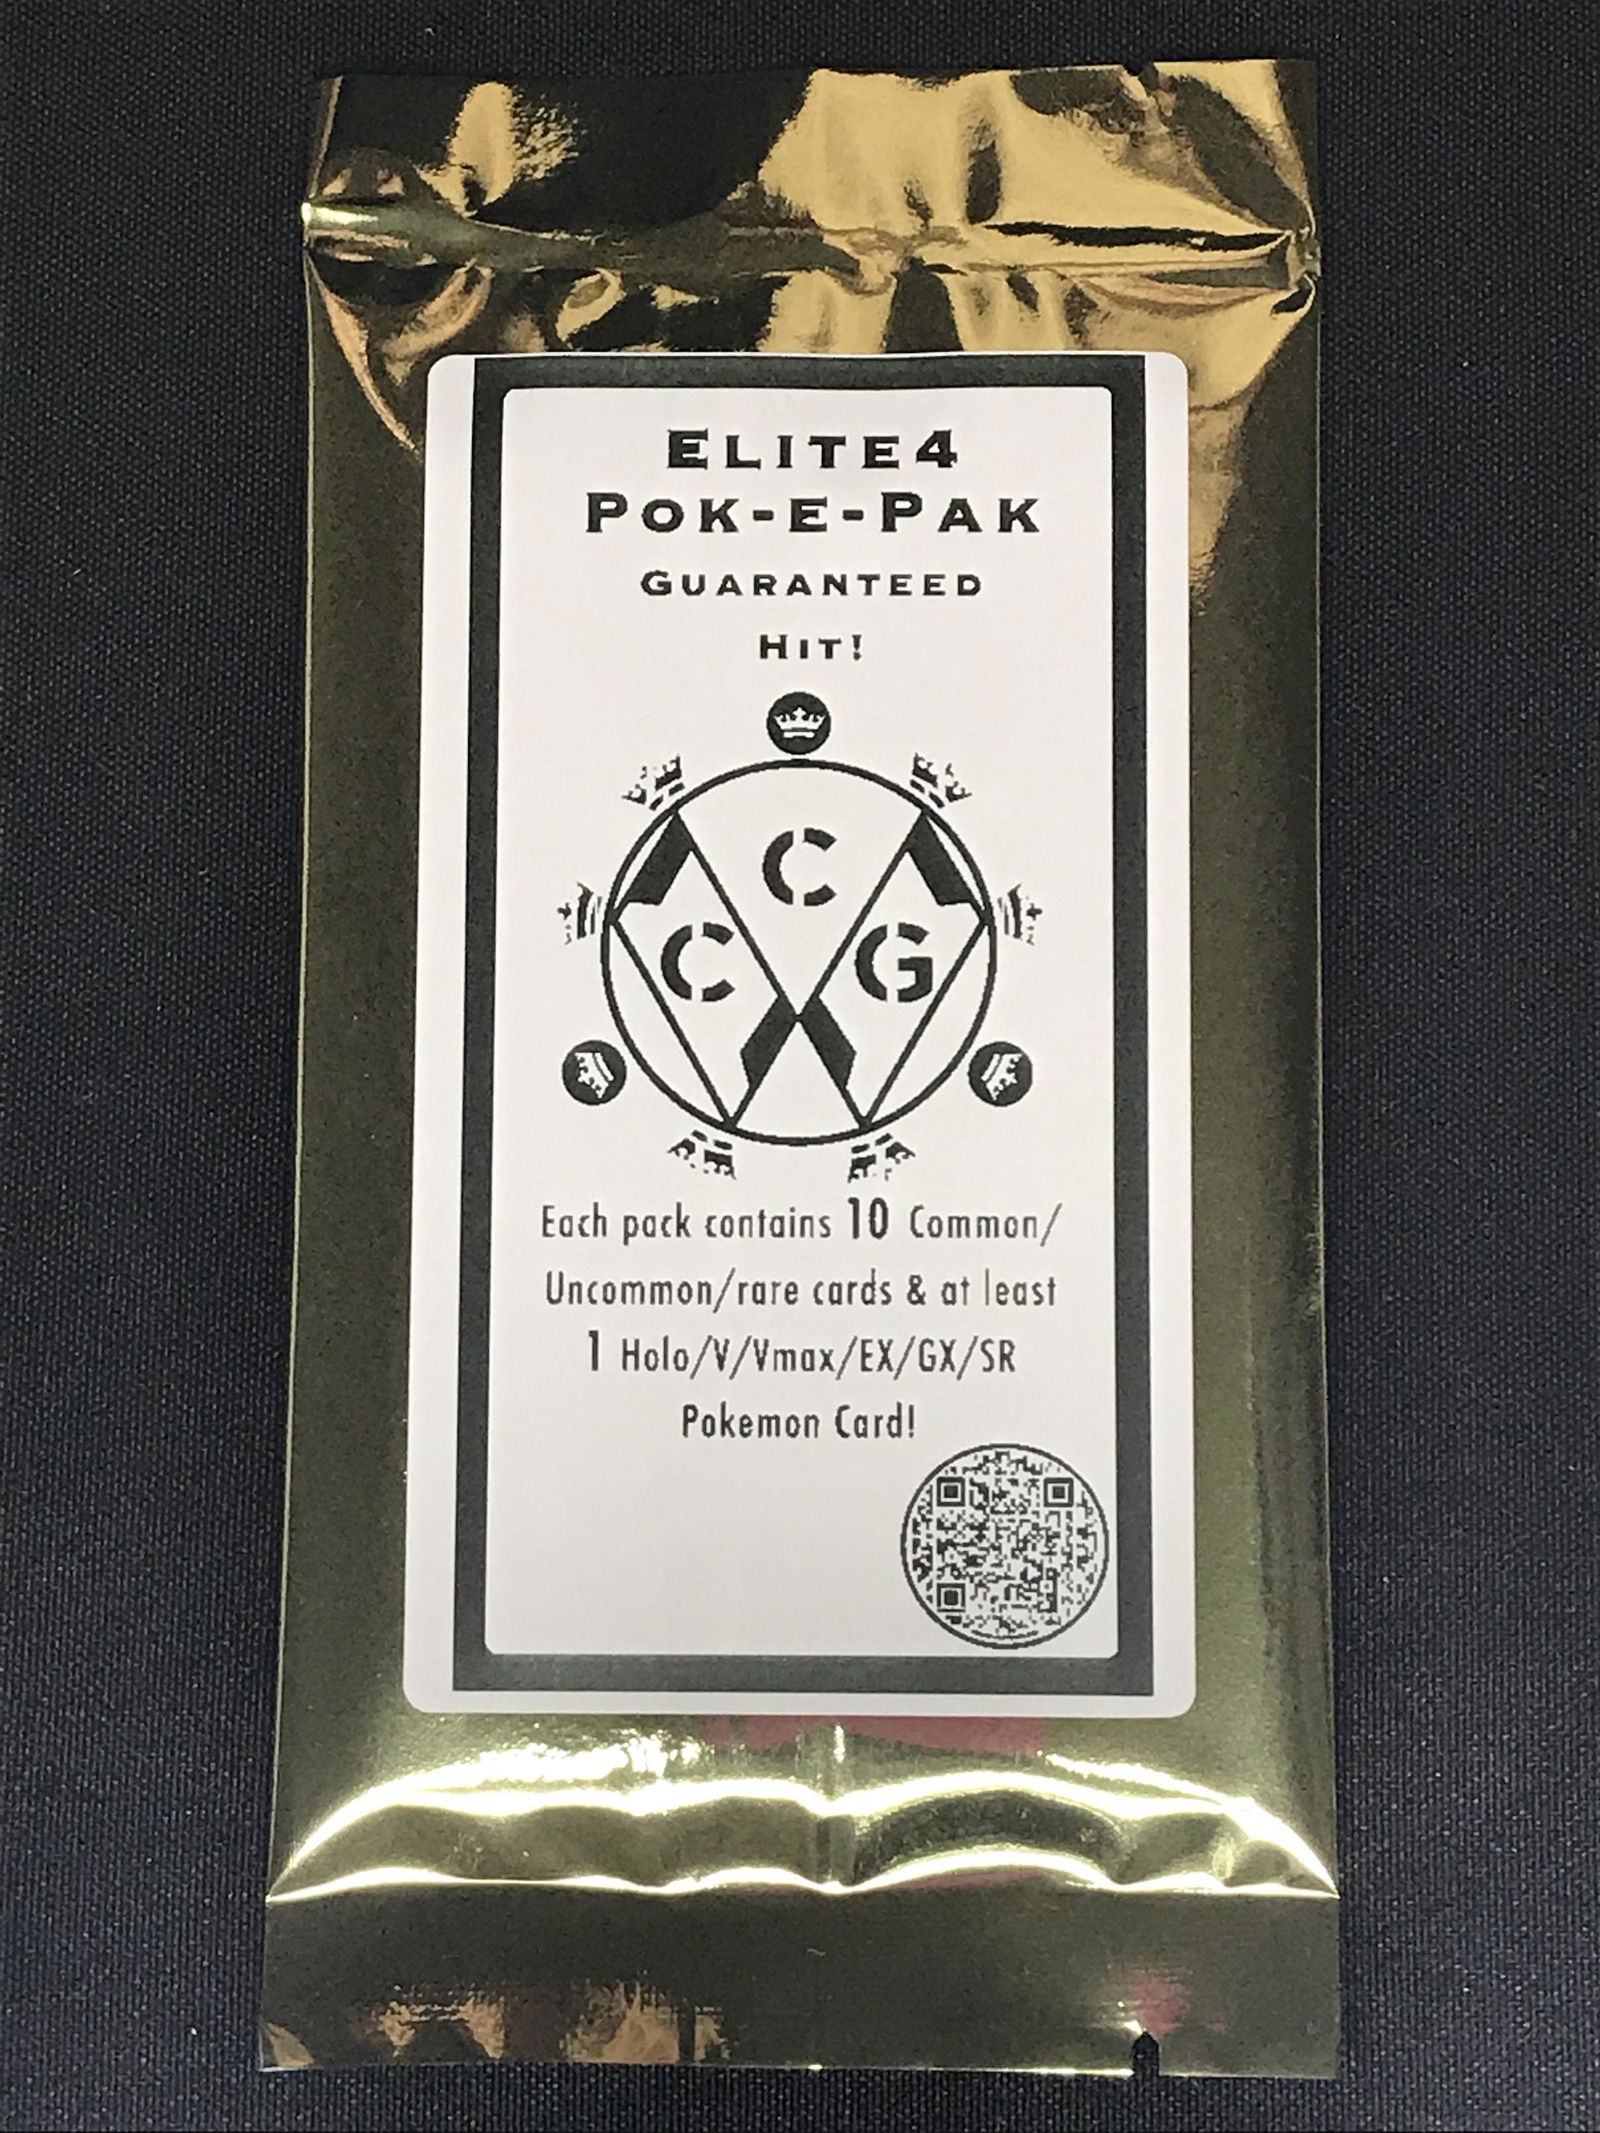 ELITE4
POK-E-PAK
GUARANTEED
HIT!
C
C G
Each pack contains 10 Common/
Uncommon/rare cards & at least
1 Holo/V/Vmax/EX/GX/SR
Pokemon Card!